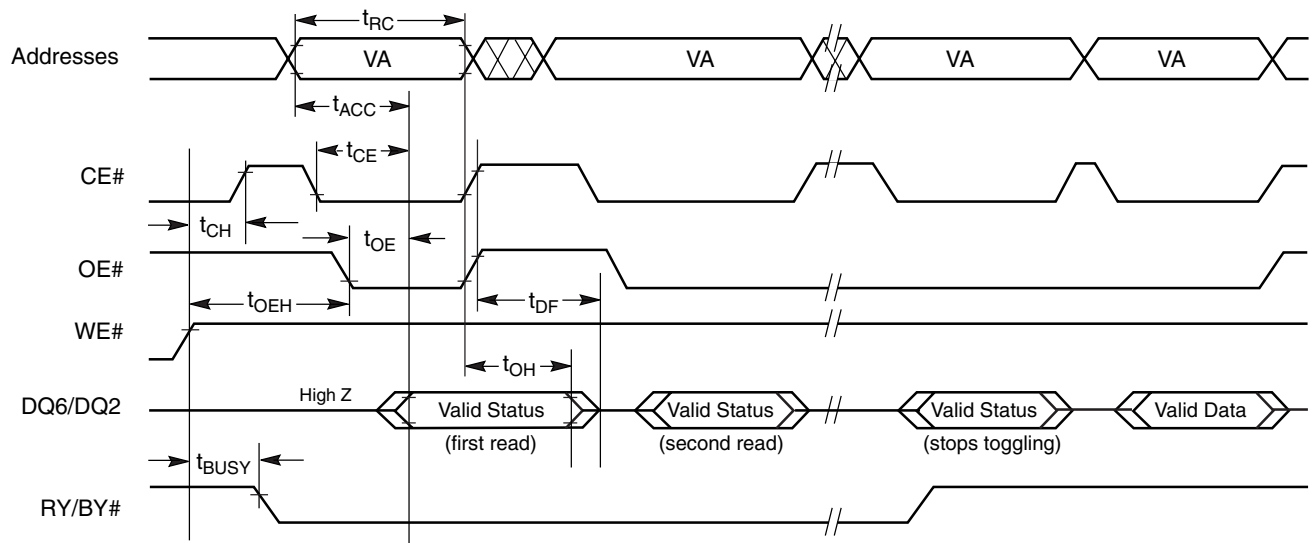 tRC
Addresses VA VA VA VA
tACC
tCE
CE#
tCH tOE
OE#
tOEH tDF
WE#
tOH
High Z
DQ6/DQ2 Valid Status Valid Status Valid Status Valid Data
(first read) (second read) (stops toggling)
tBUSY
RY/BY#